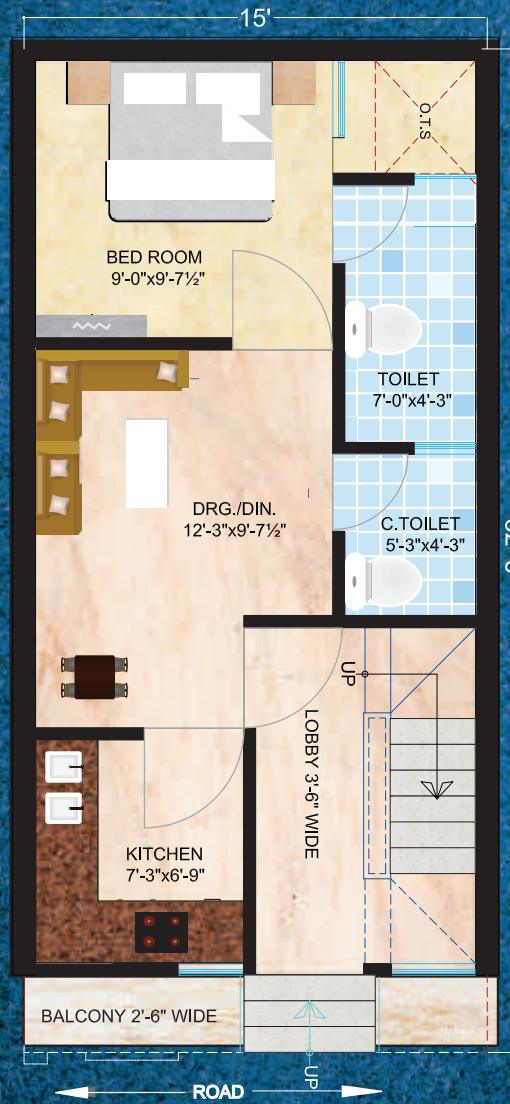 15'
O.T.S
BED ROOM
9'-0"x9'-7½"
TOILET
7'-0"x4'-3"
DRG./DIN.
12'-3"x9'-7½"
C.TOILET
5'-3"x4'-3"
UP
LOBBY 3'-6" WIDE
KITCHEN
7'-3"x6'-9"
BALCONY 2'-6" WIDE
UP
ROAD